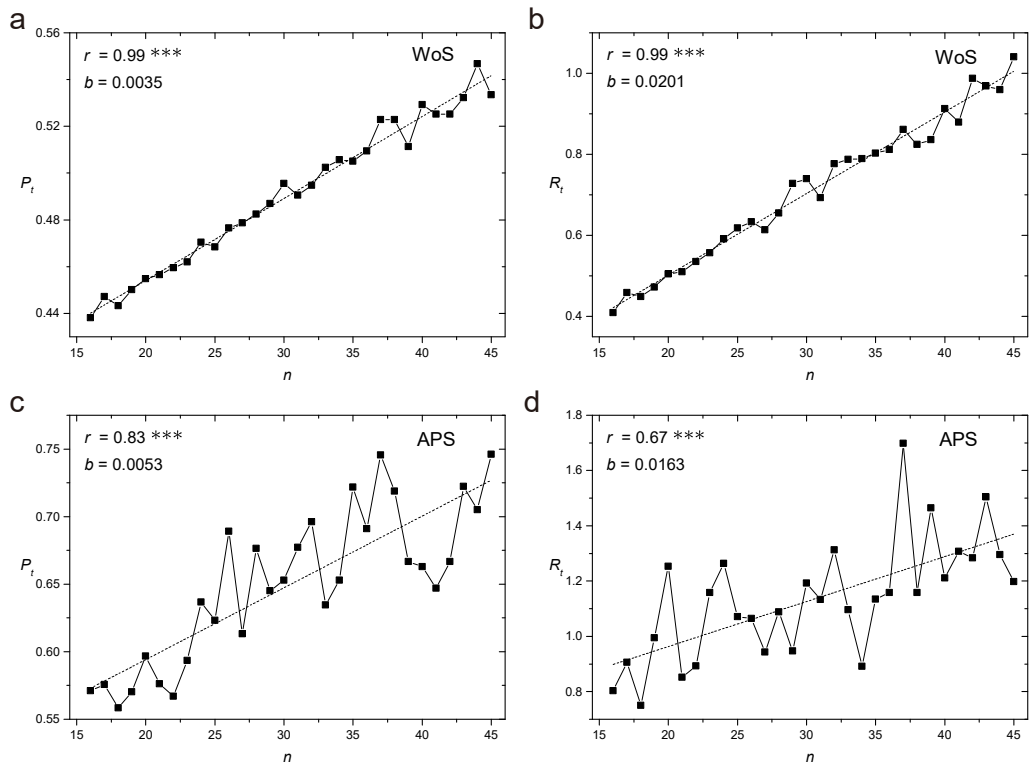 a
r = 0.99 ***
b = 0.0035
WoS
0.56
0.52
0.48
0.44
P_t
15 20 25 30 35 40 45
n
b
r = 0.99 ***
b = 0.0201
WoS
1.0
0.8
0.6
0.4
R_t
15 20 25 30 35 40 45
n
c
r = 0.83 ***
b = 0.0053
APS
0.75
0.70
0.65
0.60
0.55
P_t
15 20 25 30 35 40 45
n
d
r = 0.67 ***
b = 0.0163
APS
1.8
1.6
1.4
1.2
1.0
0.8
R_t
15 20 25 30 35 40 45
n